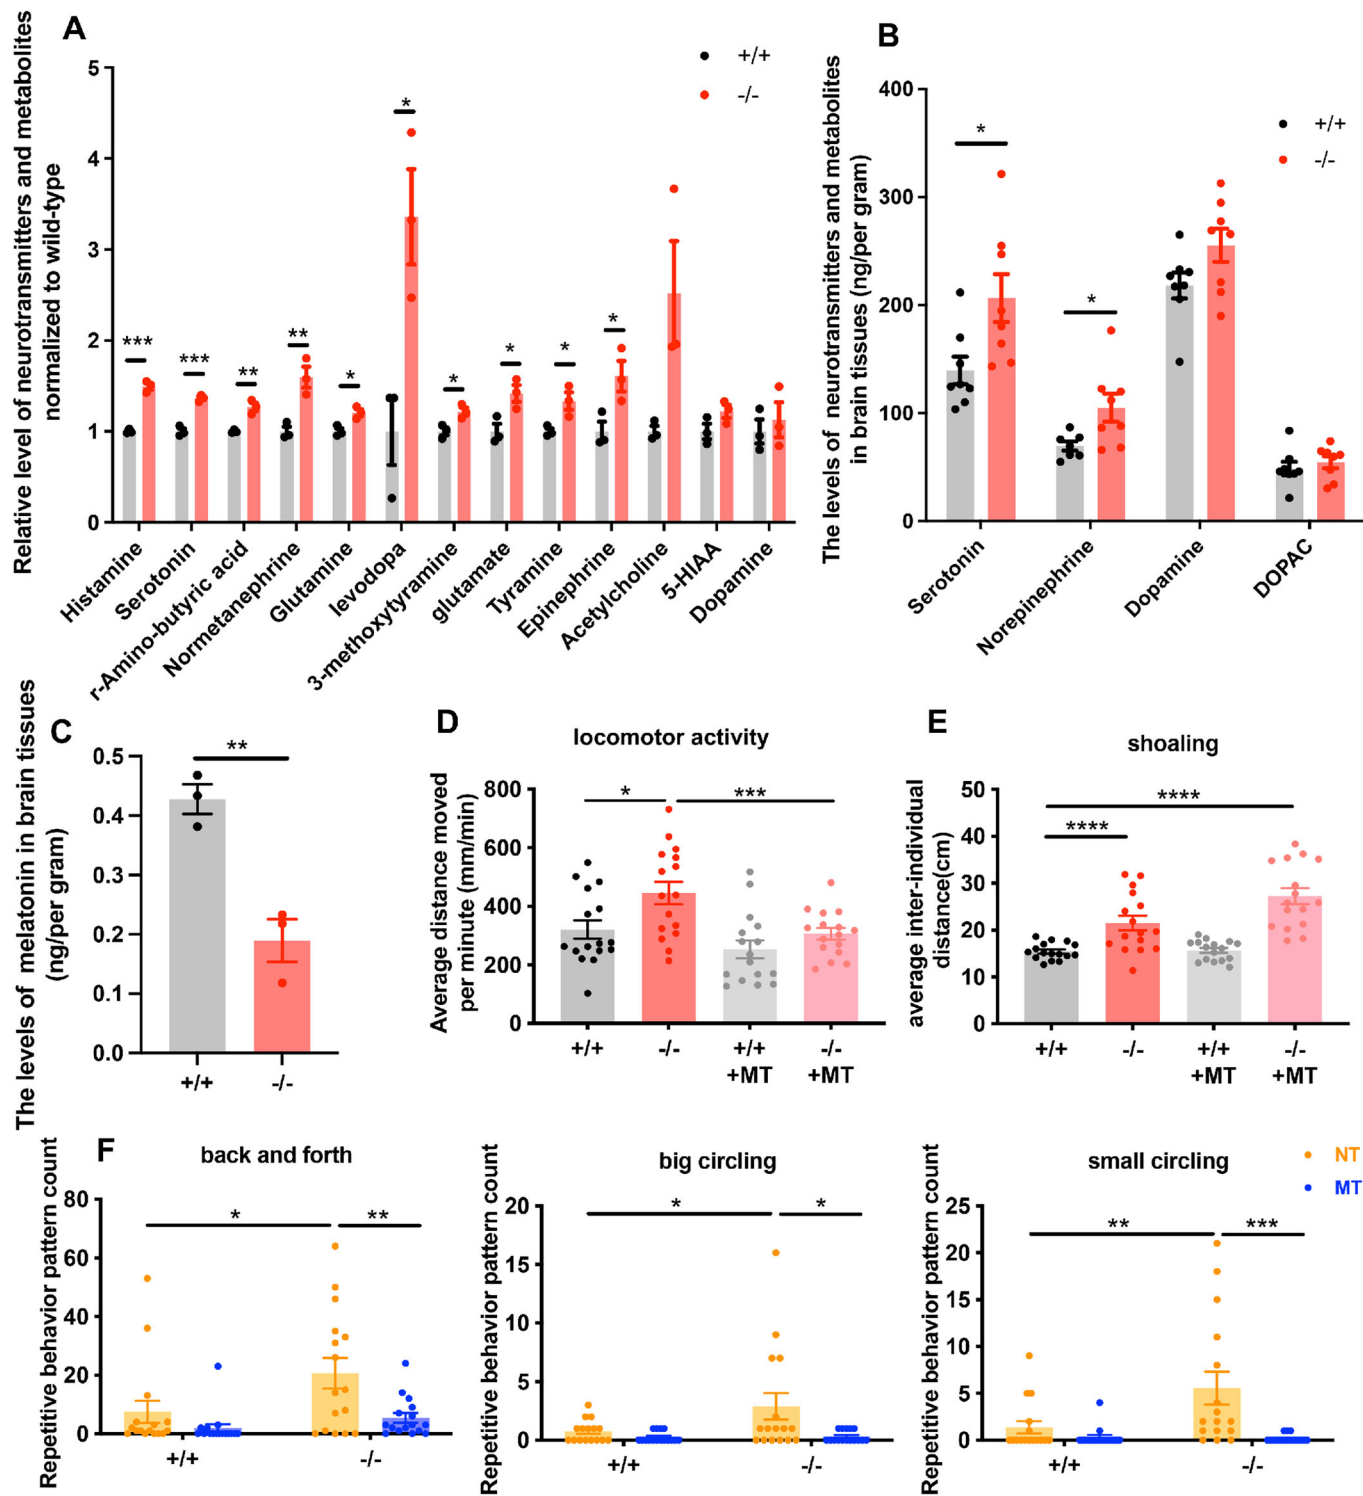 A
+/+
-/-
Relative level of neurotransmitters and metabolites
normalized to wild-type
5
4
3
2
1
0
***
***
**
**
*
*
*
*
*
*
Histamine
Serotonin
r-Amino-butyric acid
Normetanephrine
Glutamine
levodopa
3-methoxytyramine
glutamate
Tyramine
Epinephrine
Acetylcholine
5-HIAA
Dopamine
B
+/+
-/-
The levels of neurotransmitters and metabolites
in brain tissues (ng/per gram)
400
300
200
100
0
*
*
Serotonin
Norepinephrine
Dopamine
DOPAC
C
The levels of melatonin in brain tissues
(ng/per gram)
0.5
0.4
0.3
0.2
0.1
0.0
**
+/+
-/-
D
locomotor activity
Average distance moved
per minute (mm/min)
800
600
400
200
0
*
***
+/+
-/-
+/+
+MT
-/-
+MT
E
shoaling
average inter-individual
distance(cm)
50
40
30
20
10
0
****
****
+/+
-/-
+/+
+MT
-/-
+MT
F
back and forth
Repetitive behavior pattern count
80
60
40
20
0
*
**
+/+
-/-
big circling
Repetitive behavior pattern count
20
15
10
5
0
*
*
+/+
-/-
small circling
Repetitive behavior pattern count
25
20
15
10
5
0
**
***
+/+
-/-
NT
MT